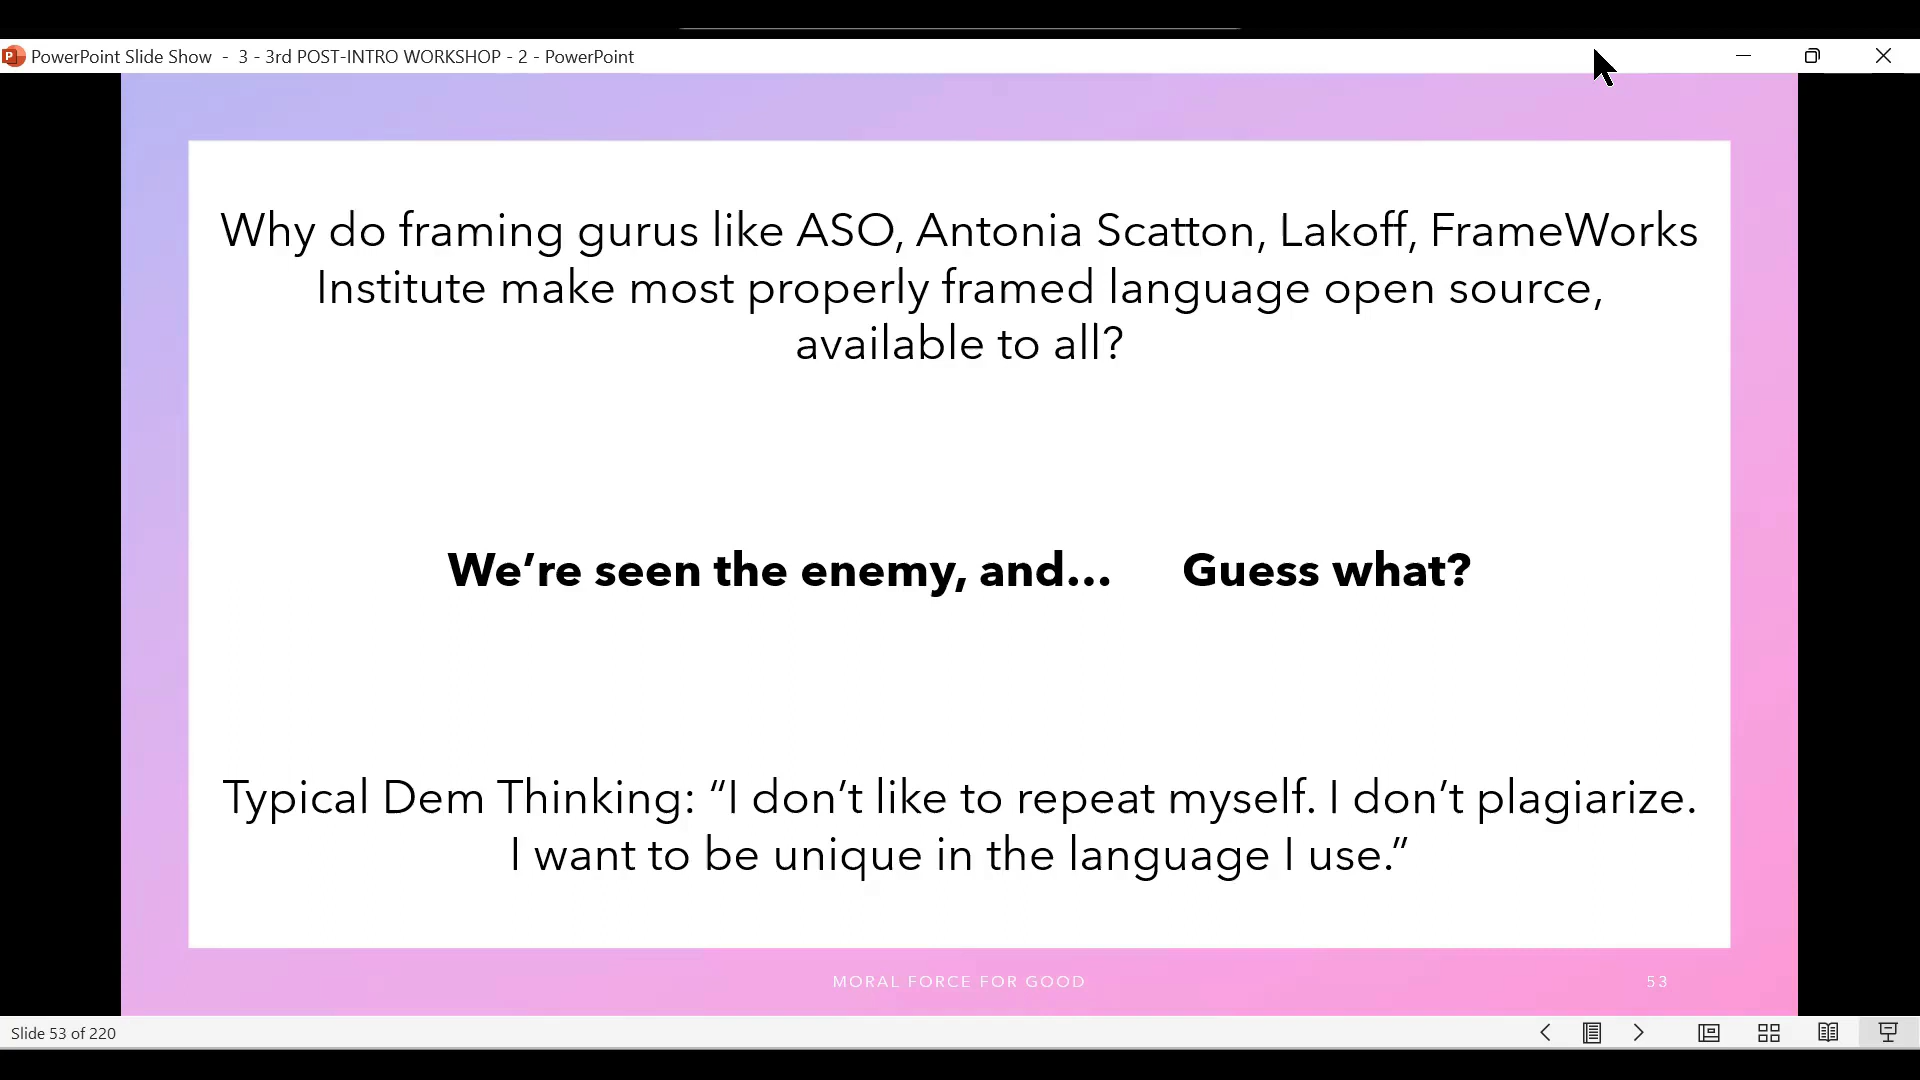 PowerPoint Slide Show - 3 - 3rd POST-INTRO WORKSHOP - 2 - PowerPoint
Why do framing gurus like ASO, Antonia Scatton, Lakoff, FrameWorks
Institute make most properly framed language open source,
available to all?
We’re seen the enemy, and... Guess what?
Typical Dem Thinking: “I don’t like to repeat myself. I don’t plagiarize.
I want to be unique in the language I use.”
MORAL FORCE FOR GOOD
53
Slide 53 of 220